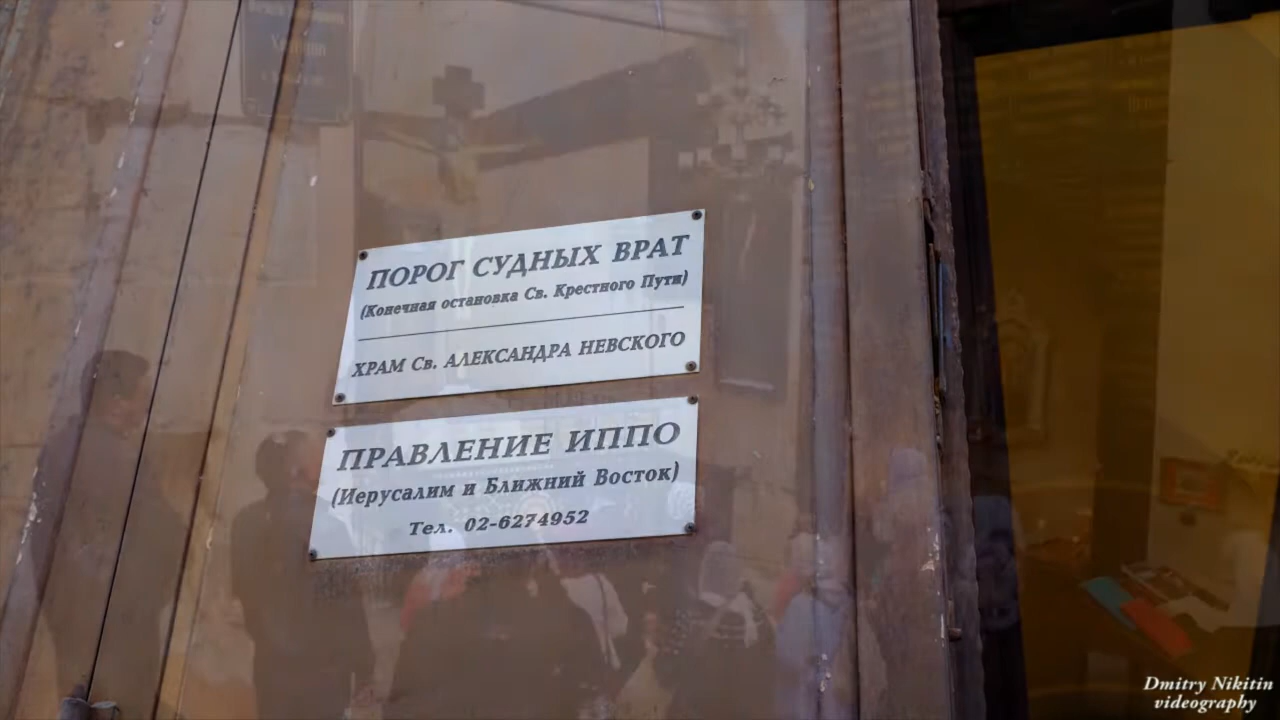 ПОРОГ СУДНЫХ ВРАТ
(Конечная остановка Св. Крестного Пути)
ХРАМ Св. АЛЕКСАНДРА НЕВСКОГО
ПРАВЛЕНИЕ ИППО
(Иерусалим и Ближний Восток)
Тел. 02-6274952
Dmitry Nikitin
videography